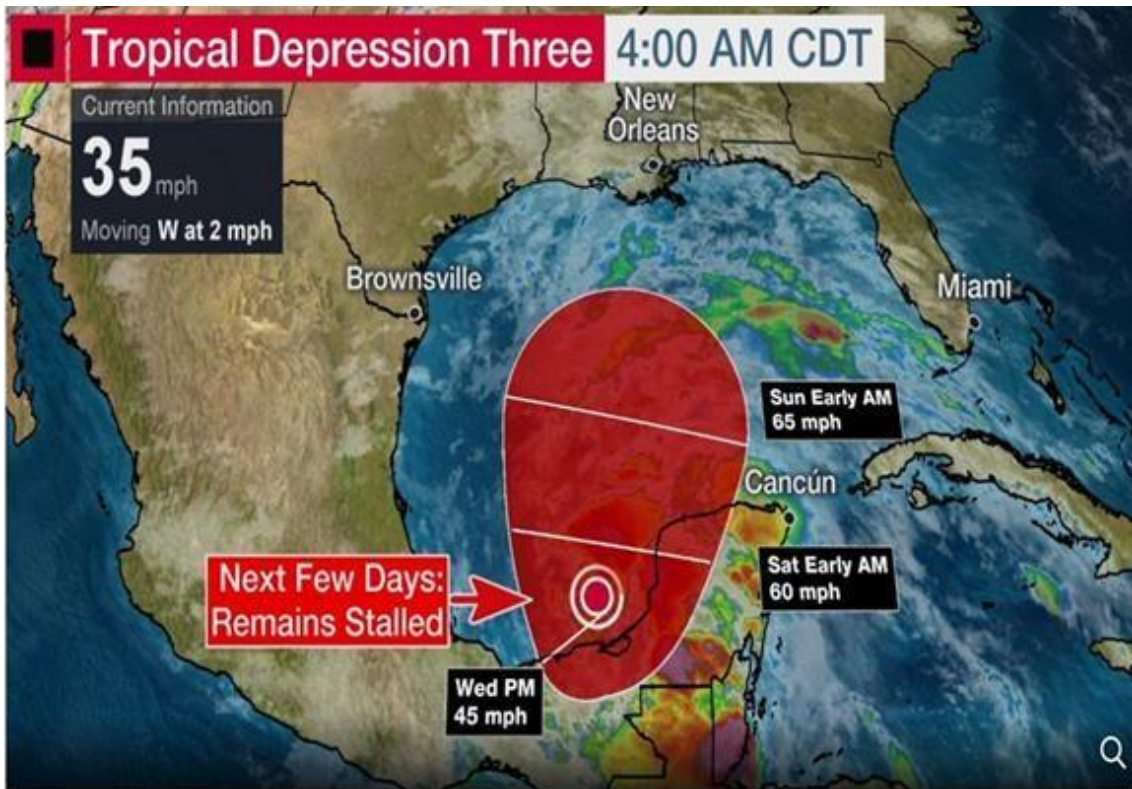 Tropical Depression Three 4:00 AM CDT
Current Information
35 mph
Moving W at 2 mph
New
Orleans
Brownsville
Miami
Sun Early AM
65 mph
Cancún
Sat Early AM
60 mph
Next Few Days:
Remains Stalled
Wed PM
45 mph